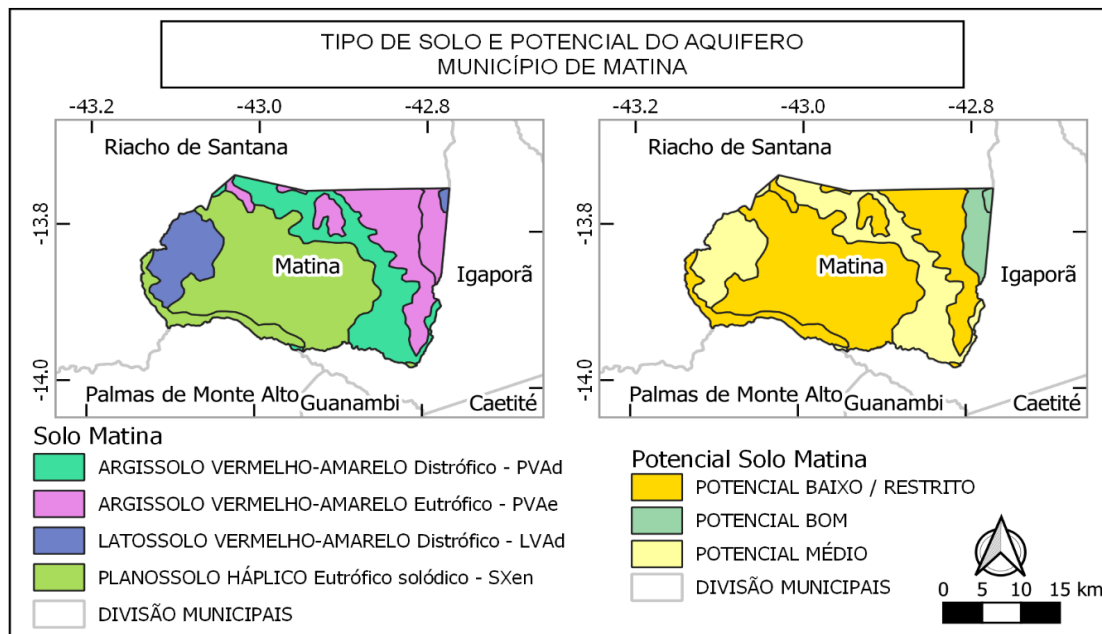 TIPO DE SOLO E POTENCIAL DO AQUIFERO
MUNICÍPIO DE MATINA
-43.2
-43.0
-42.8
Riacho de Santana
-13.8
Matina
Igaporã
-14.0
Palmas de Monte Alto
Guanambi
Caetité
-43.2
-43.0
-42.8
Riacho de Santana
-13.8
Matina
Igaporã
-14.0
Palmas de Monte Alto
Guanambi
Caetité
Solo Matina
ARGISSOLO VERMELHO-AMARELO Distrófico - PVAd
ARGISSOLO VERMELHO-AMARELO Eutrófico - PVAe
LATOSSOLO VERMELHO-AMARELO Distrófico - LVAd
PLANOSSOLO HÁPLICO Eutrófico solódico - SXen
DIVISÃO MUNICIPAIS
Potencial Solo Matina
POTENCIAL BAIXO / RESTRITO
POTENCIAL BOM
POTENCIAL MÉDIO
DIVISÃO MUNICIPAIS
0 5 10 15 km